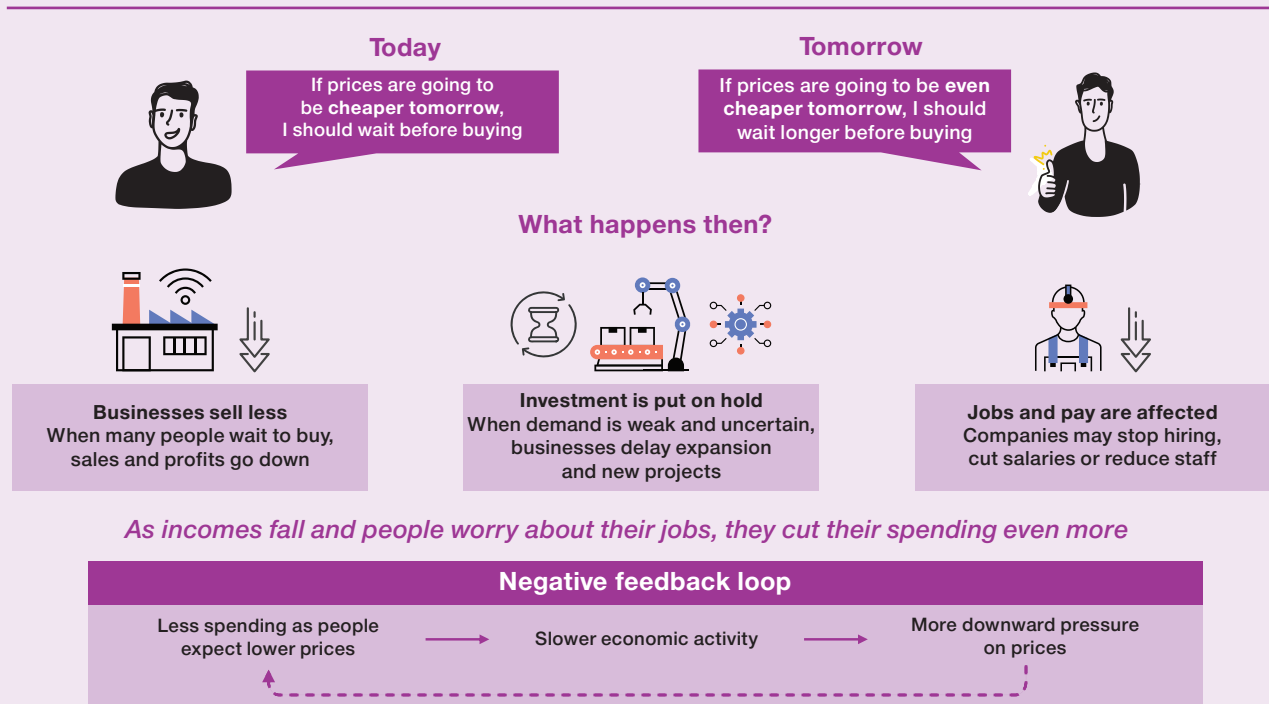 Today
If prices are going to
be cheaper tomorrow,
I should wait before buying
Tomorrow
If prices are going to be even
cheaper tomorrow, I should
wait longer before buying
What happens then?
Businesses sell less
When many people wait to buy,
sales and profits go down
Investment is put on hold
When demand is weak and uncertain,
businesses delay expansion
and new projects
Jobs and pay are affected
Companies may stop hiring,
cut salaries or reduce staff
As incomes fall and people worry about their jobs, they cut their spending even more
Negative feedback loop
Less spending as people
expect lower prices
Slower economic activity
More downward pressure
on prices